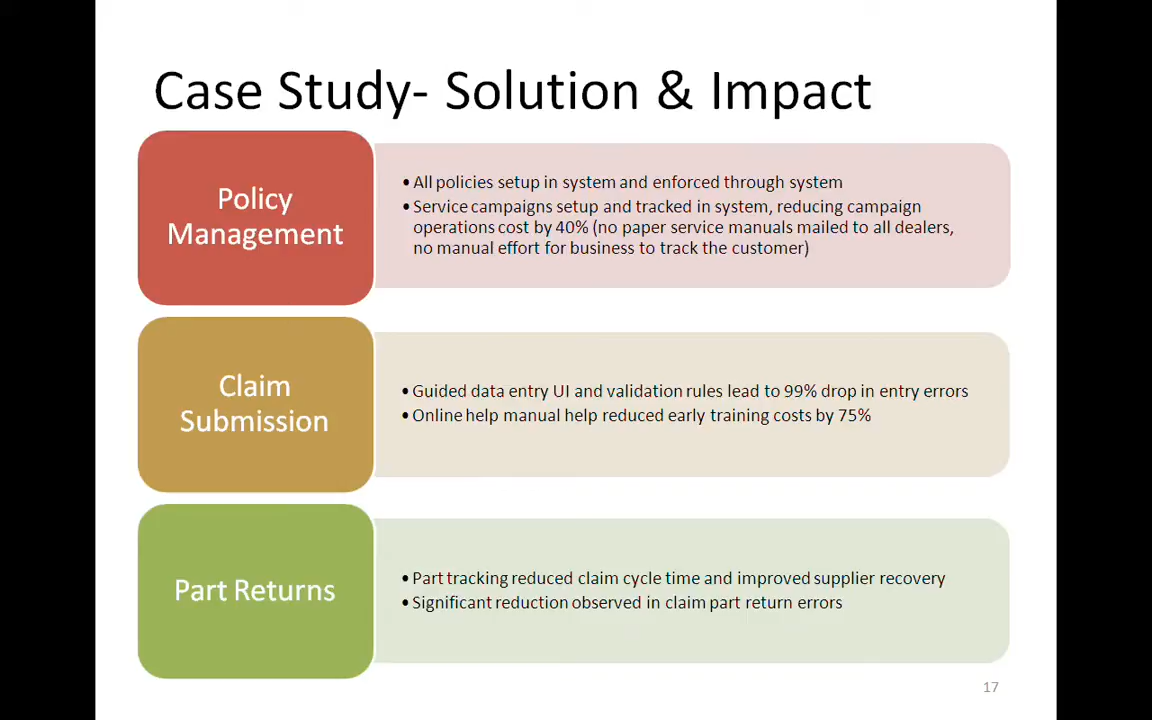 Case Study- Solution & Impact
Policy
Management
•All policies setup in system and enforced through system
•Service campaigns setup and tracked in system, reducing campaign
operations cost by 40% (no paper service manuals mailed to all dealers,
no manual effort for business to track the customer)
Claim
Submission
•Guided data entry UI and validation rules lead to 99% drop in entry errors
•Online help manual help reduced early training costs by 75%
Part Returns
•Part tracking reduced claim cycle time and improved supplier recovery
•Significant reduction observed in claim part return errors
17